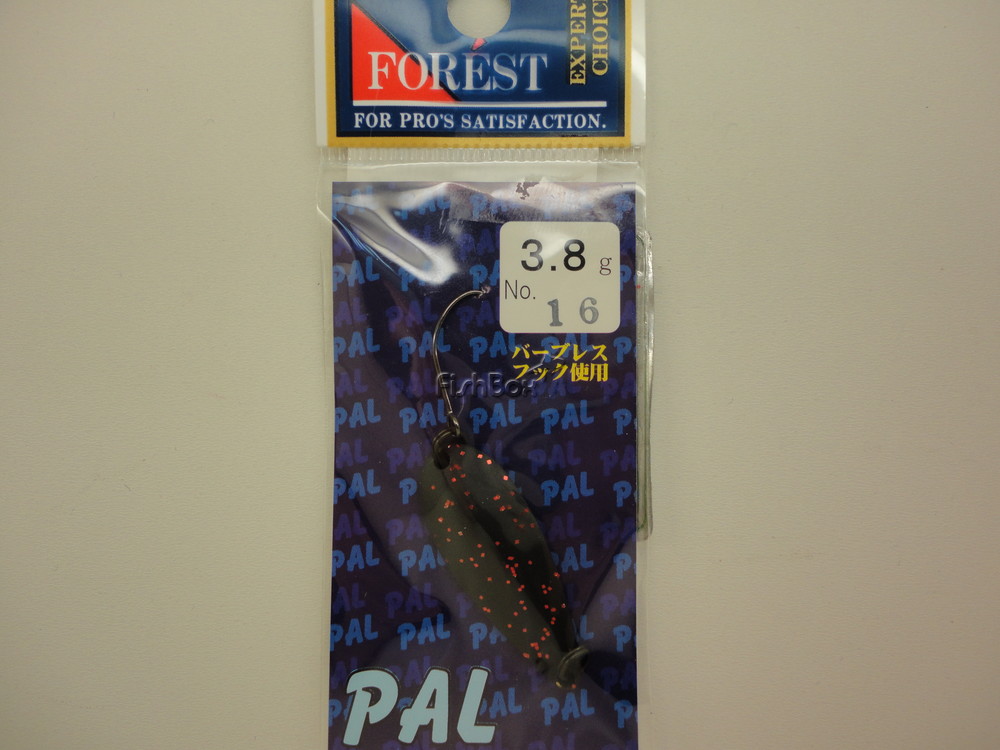 FORÉST
FOR PRO'S SATISFACTION.
EXPERT
CHOICE
3.8 g
No. 16
バーブレス
フック使用
FishBox
PAL